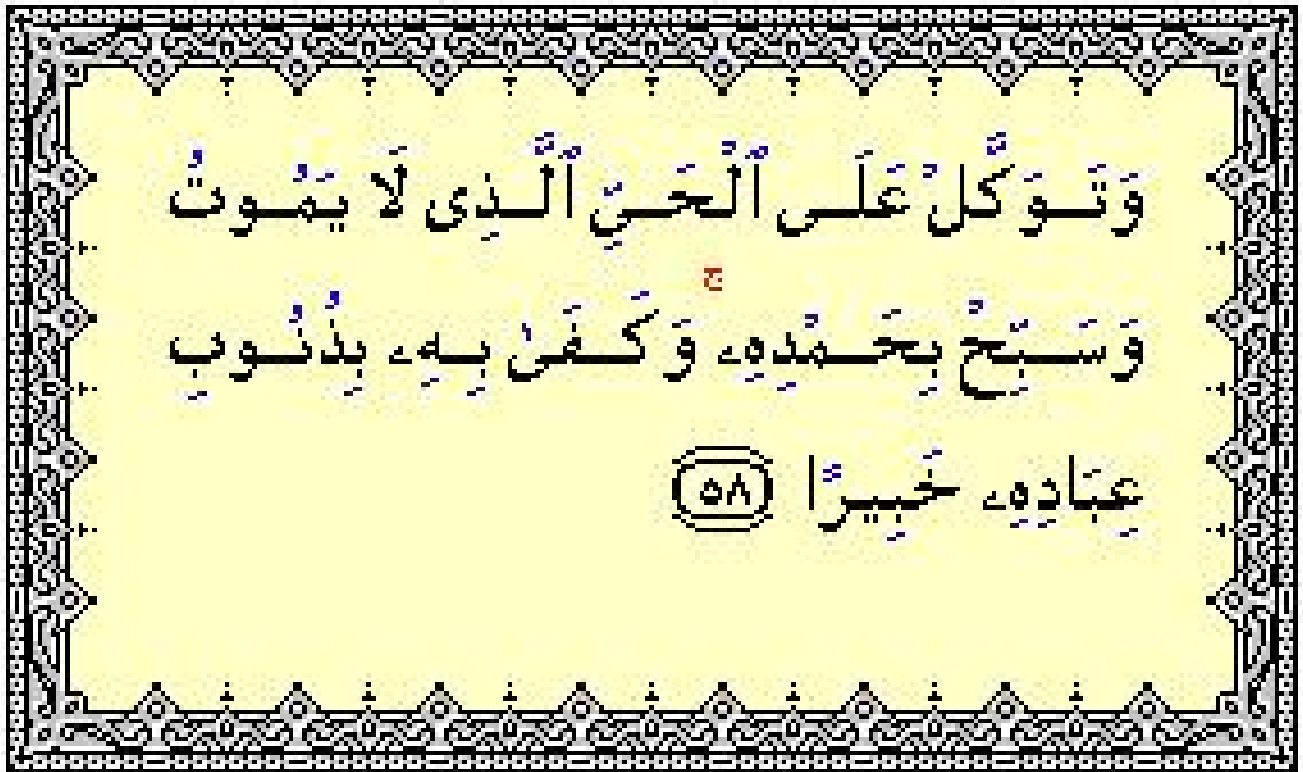 وَتَوَكَّلْ عَلَى ٱلْحَيِّ ٱلَّذِى لَا يَمُوتُ
وَسَبِّحْ بِحَمْدِهِۦ ۚ وَكَفَىٰ بِهِۦ بِذُنُوبِ
عِبَادِهِۦ خَبِيرًا ٥٨